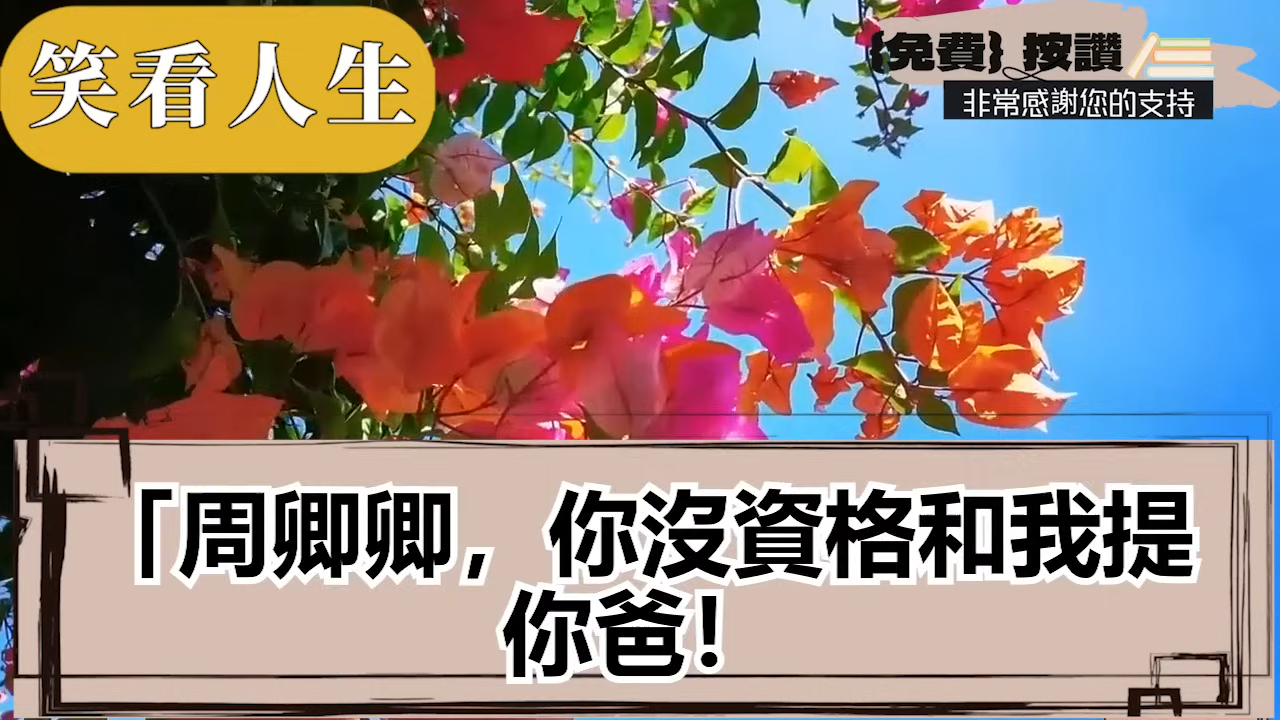 笑看人生
{免費} 按讚
非常感謝您的支持
「周卿卿，你沒資格和我提
你爸！